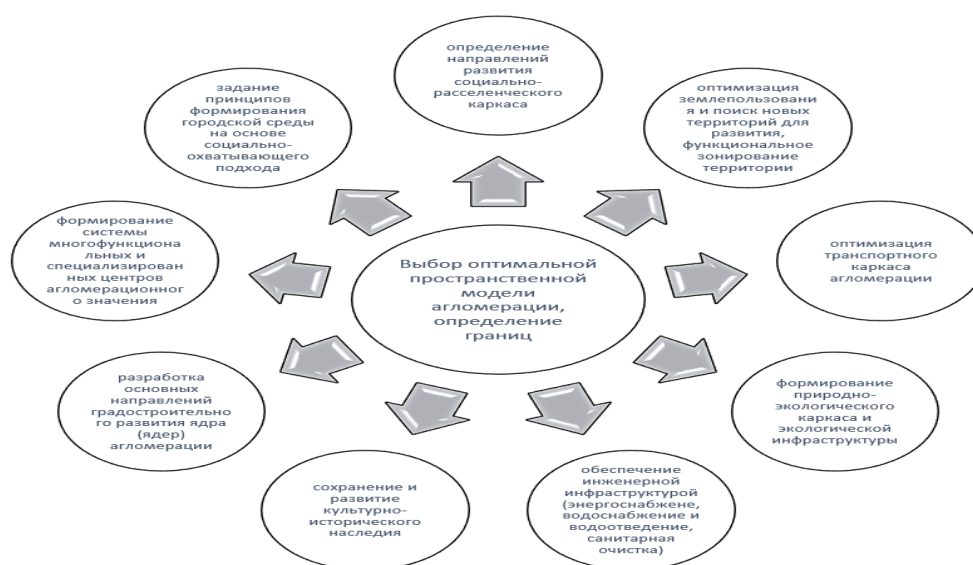 определение
направлений
развития
социально-
расселенческого
каркаса
задание
принципов
формирования
городской среды
на основе
социально-
охватывающего
подхода
оптимизация
землепользовани
я и поиск новых
территорий для
развития,
функциональное
зонирование
территории
формирование
системы
многофункциона
льных и
специализирован
ных центров
агломерационног
о значения
Выбор оптимальной
пространственной
модели
агломерации,
определение
границ
оптимизация
транспортного
каркаса
агломерации
разработка
основных
направлений
градостроительно
го развития ядра
(ядер)
агломерации
формирование
природно-
экологического
каркаса и
экологической
инфраструктуры
сохранение и
развитие
культурно-
исторического
наследия
обеспечение
инженерной
инфраструктурой
(энергоснабжене,
водоснабжение и
водоотведение,
санитарная
очистка)